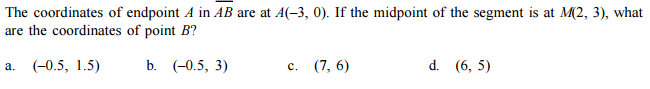 The coordinates of endpoint A in A̅B̅ are at A(−3, 0). If the midpoint of the segment is at M(2, 3), what
are the coordinates of point B?
a. (−0.5, 1.5) b. (−0.5, 3) c. (7, 6) d. (6, 5)